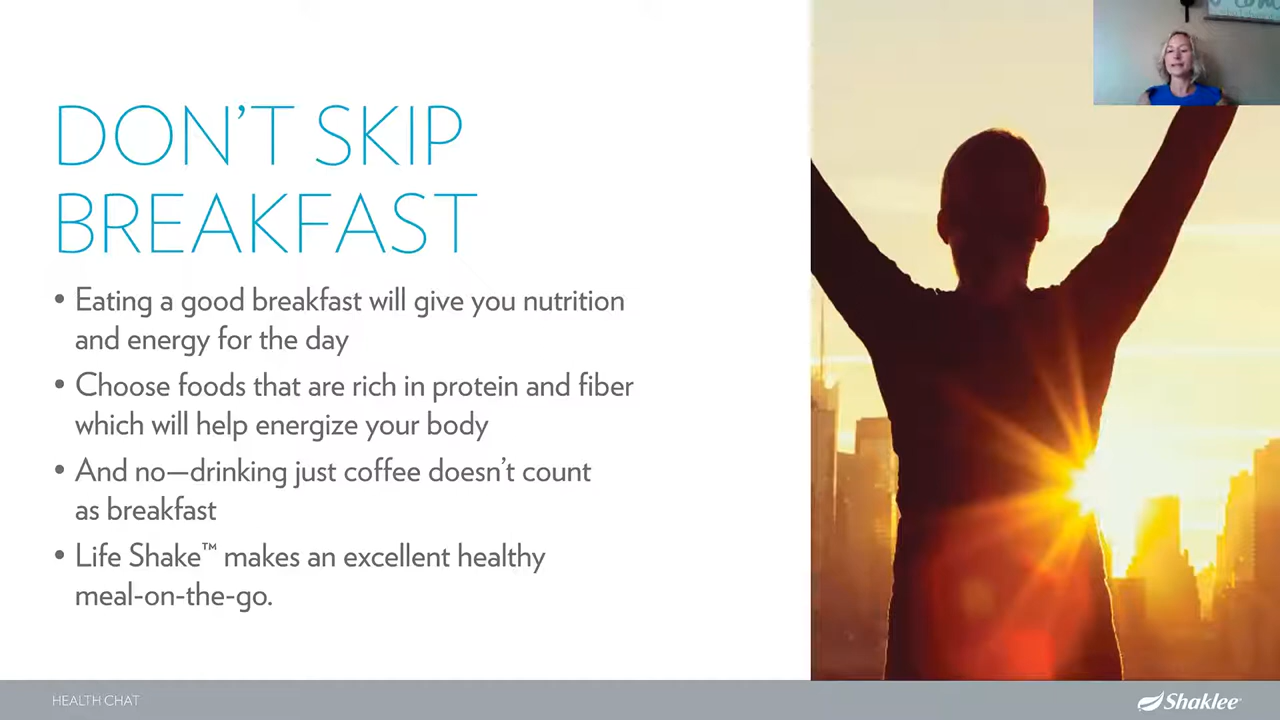 DON'T SKIP
BREAKFAST
• Eating a good breakfast will give you nutrition
and energy for the day
• Choose foods that are rich in protein and fiber
which will help energize your body
• And no—drinking just coffee doesn't count
as breakfast
• Life Shake™ makes an excellent healthy
meal-on-the-go.
HEALTH CHAT
Shaklee